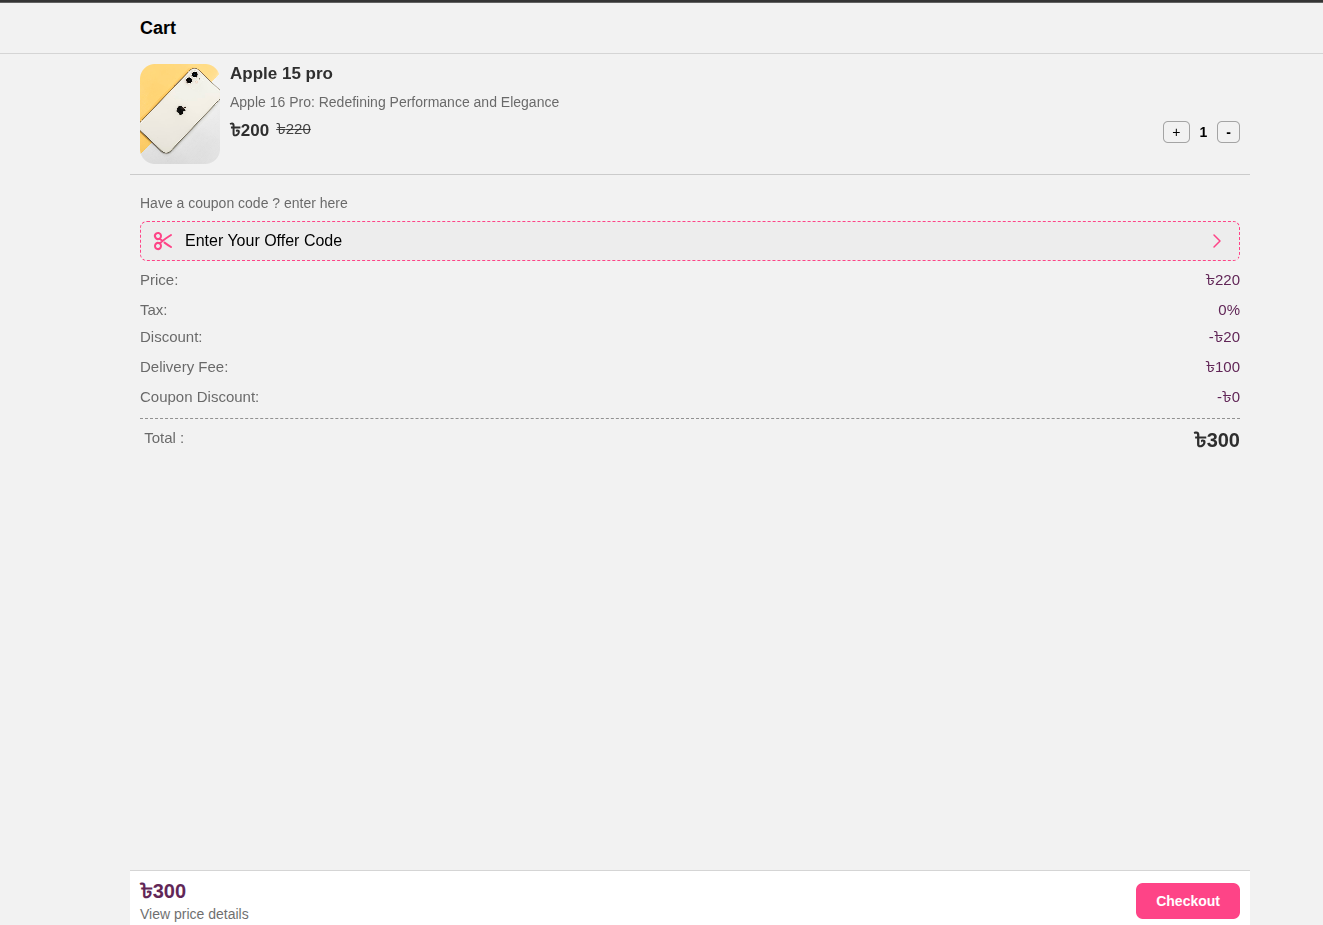 Cart
Apple 15 pro
Apple 16 Pro: Redefining Performance and Elegance
৳200 ৳220
+ 1 -
Have a coupon code ? enter here
Enter Your Offer Code
Price: ৳220
Tax: 0%
Discount: -৳20
Delivery Fee: ৳100
Coupon Discount: -৳0
Total : ৳300
৳300
View price details
Checkout